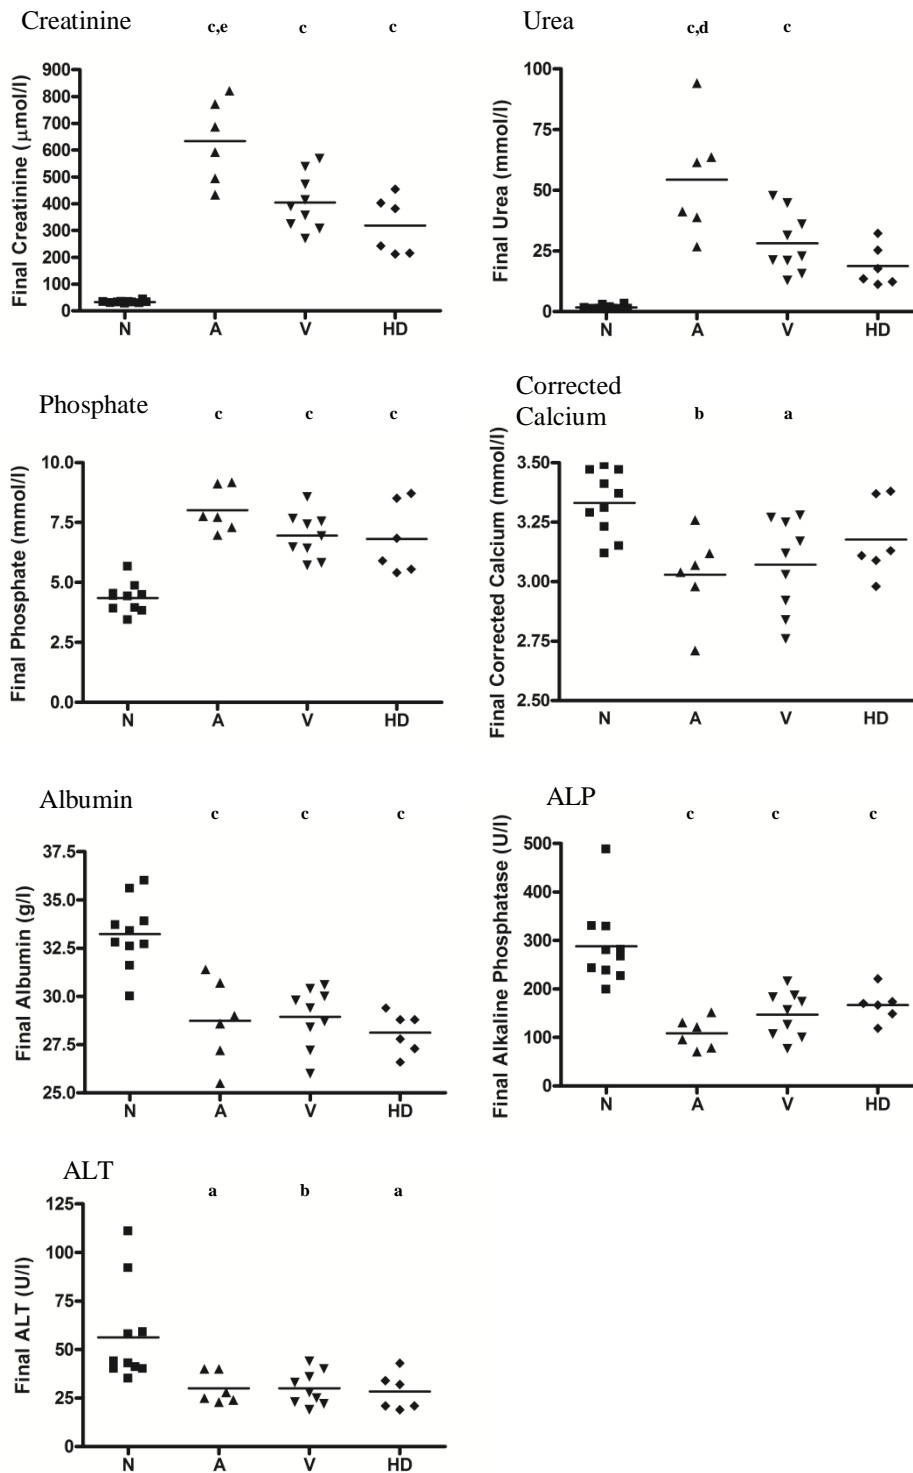 Creatinine
c,e c c
Final Creatinine (μmol/l)
900
800
700
600
500
400
300
200
100
0
N A V HD
Urea
c,d c
Final Urea (mmol/l)
100
75
50
25
0
N A V HD
Phosphate
c c c
Final Phosphate (mmol/l)
10.0
7.5
5.0
2.5
0.0
N A V HD
Corrected
Calcium
b a
Final Corrected Calcium (mmol/l)
3.50
3.25
3.00
2.75
2.50
N A V HD
Albumin
c c c
Final Albumin (g/l)
37.5
35.0
32.5
30.0
27.5
25.0
N A V HD
ALP
c c c
Final Alkaline Phosphatase (U/l)
500
400
300
200
100
0
N A V HD
ALT
a b a
Final ALT (U/l)
125
100
75
50
25
0
N A V HD